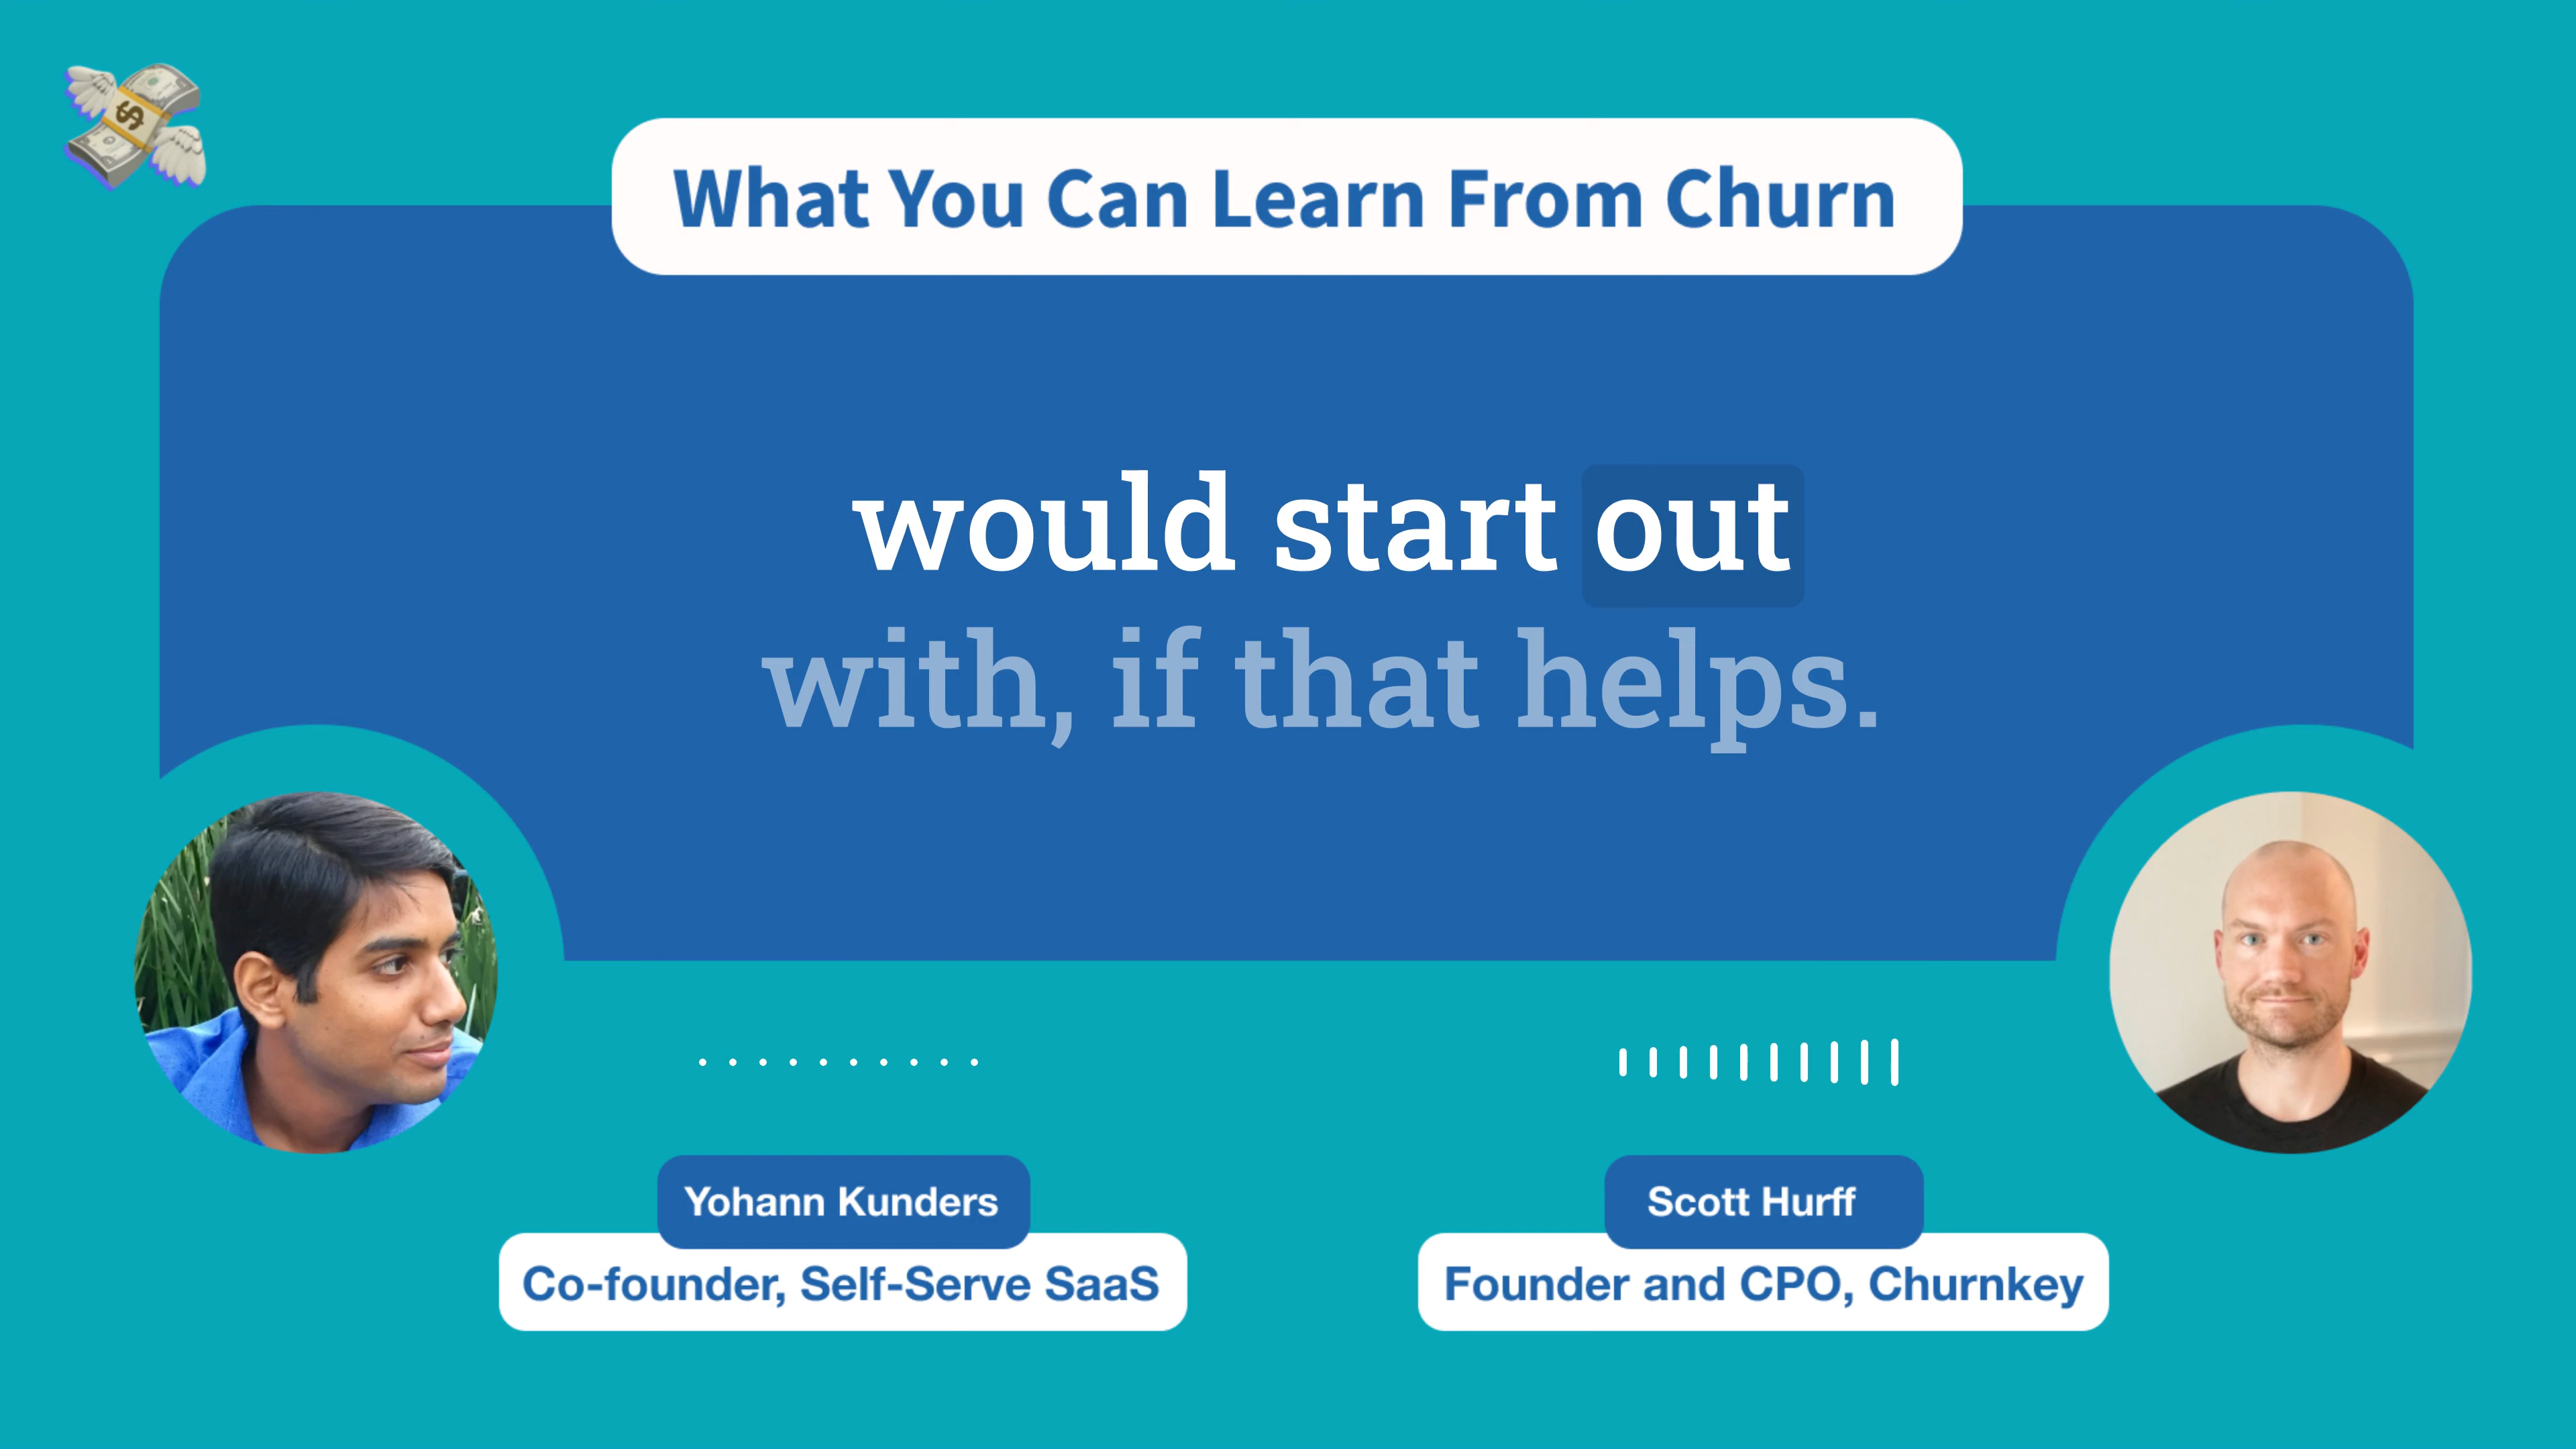 What You Can Learn From Churn
would start out
with, if that helps.
Yohann Kunders
Co-founder, Self-Serve SaaS
Scott Hurff
Founder and CPO, Churnkey